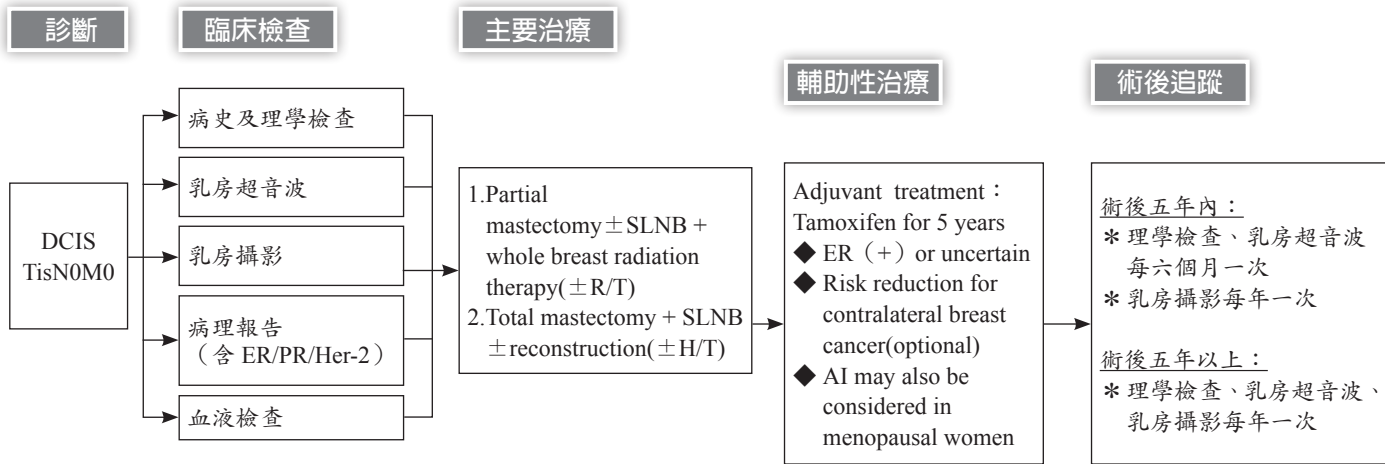 診斷
臨床檢查
主要治療
輔助性治療
術後追蹤
DCIS
TisN0M0
病史及理學檢查
乳房超音波
乳房攝影
病理報告
（含 ER/PR/Her-2）
血液檢查
1.Partial
mastectomy±SLNB +
whole breast radiation
therapy(±R/T)
2.Total mastectomy + SLNB
±reconstruction(±H/T)
Adjuvant treatment：
Tamoxifen for 5 years
◆ ER（+）or uncertain
◆ Risk reduction for
contralateral breast
cancer(optional)
◆ AI may also be
considered in
menopausal women
術後五年內：
＊理學檢查、乳房超音波
每六個月一次
＊乳房攝影每年一次
術後五年以上：
＊理學檢查、乳房超音波、
乳房攝影每年一次